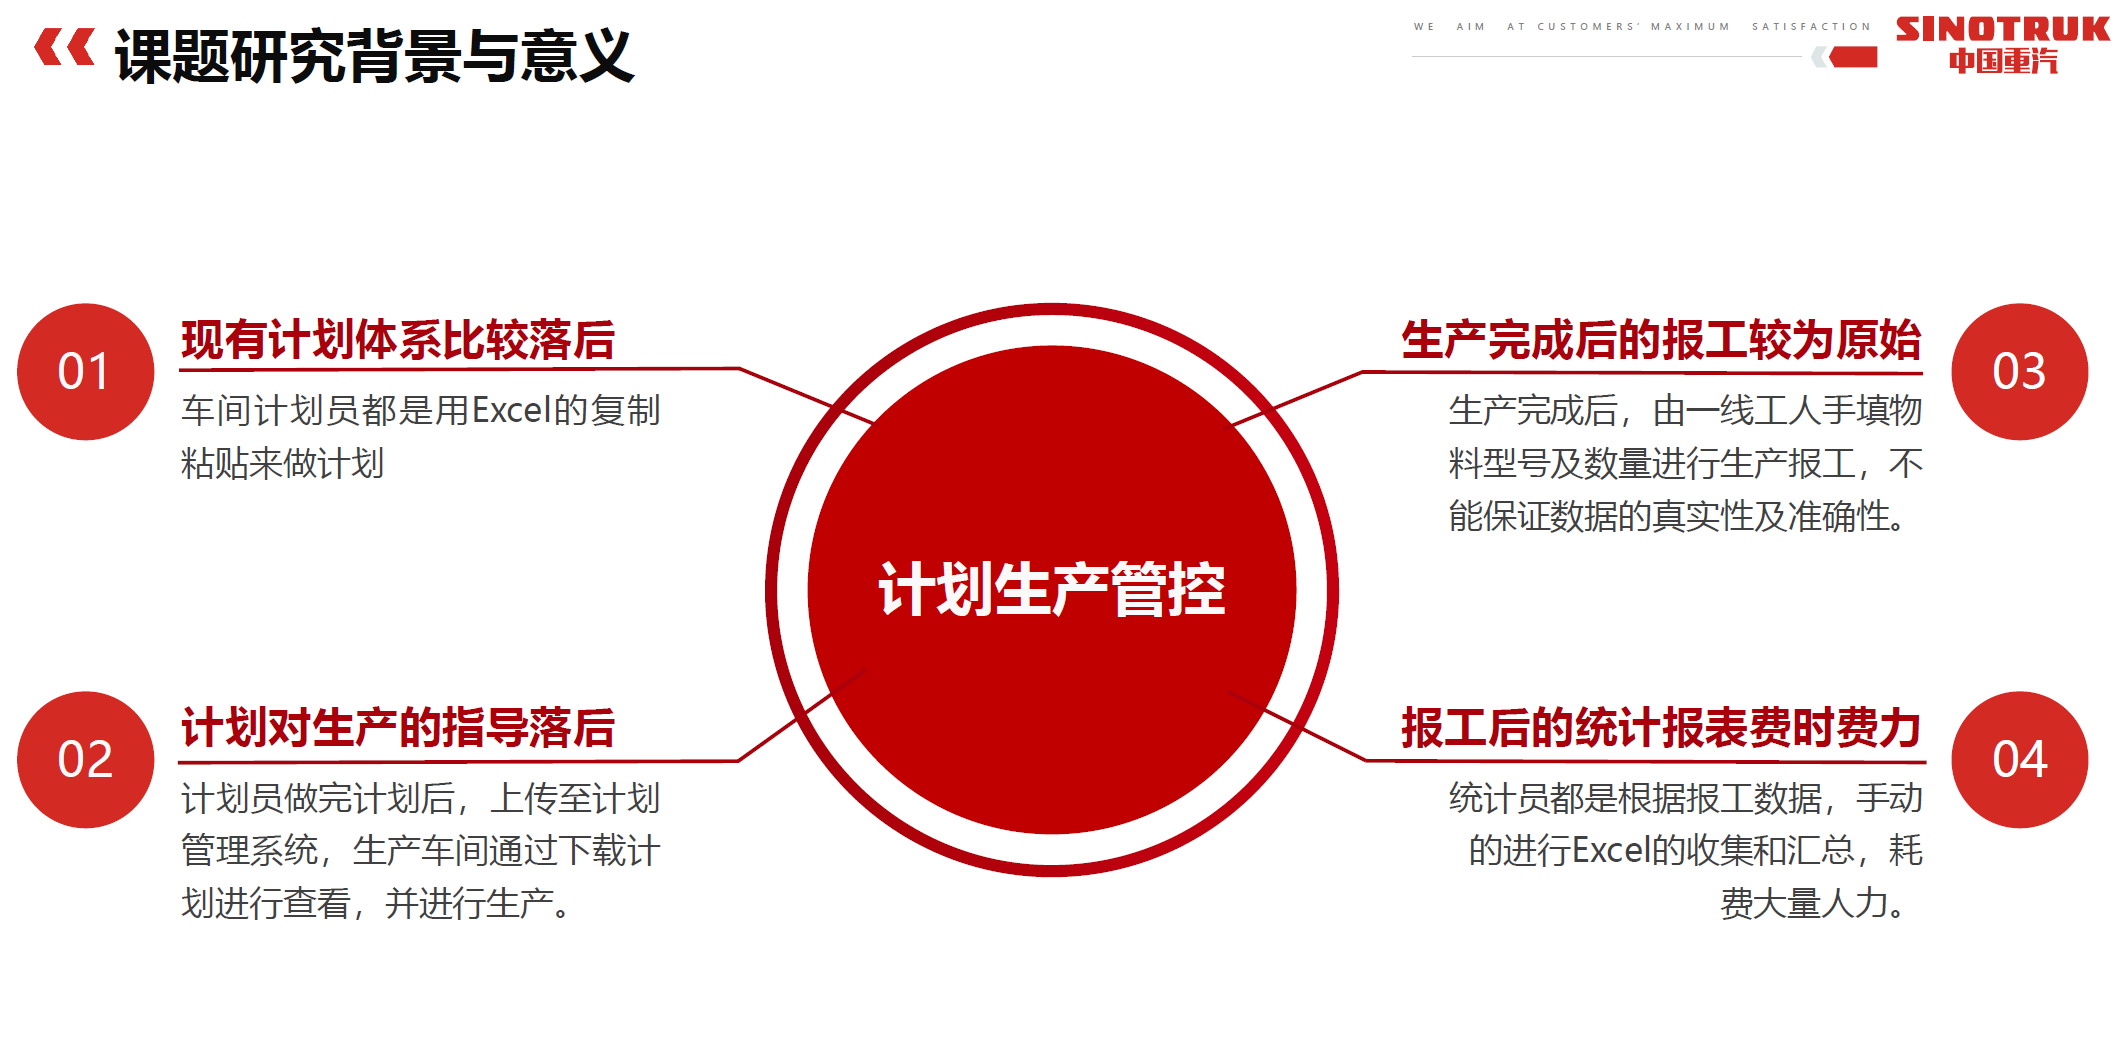 课题研究背景与意义
WE AIM AT CUSTOMERS' MAXIMUM SATISFACTION
SINOTRUK
中国重汽
01
现有计划体系比较落后
车间计划员都是用Excel的复制
粘贴来做计划
02
计划对生产的指导落后
计划员做完计划后，上传至计划
管理系统，生产车间通过下载计
划进行查看，并进行生产。
计划生产管控
生产完成后的报工较为原始
03
生产完成后，由一线工人手填物
料型号及数量进行生产报工，不
能保证数据的真实性及准确性。
报工后的统计报表费时费力
04
统计员都是根据报工数据，手动
的进行Excel的收集和汇总，耗
费大量人力。